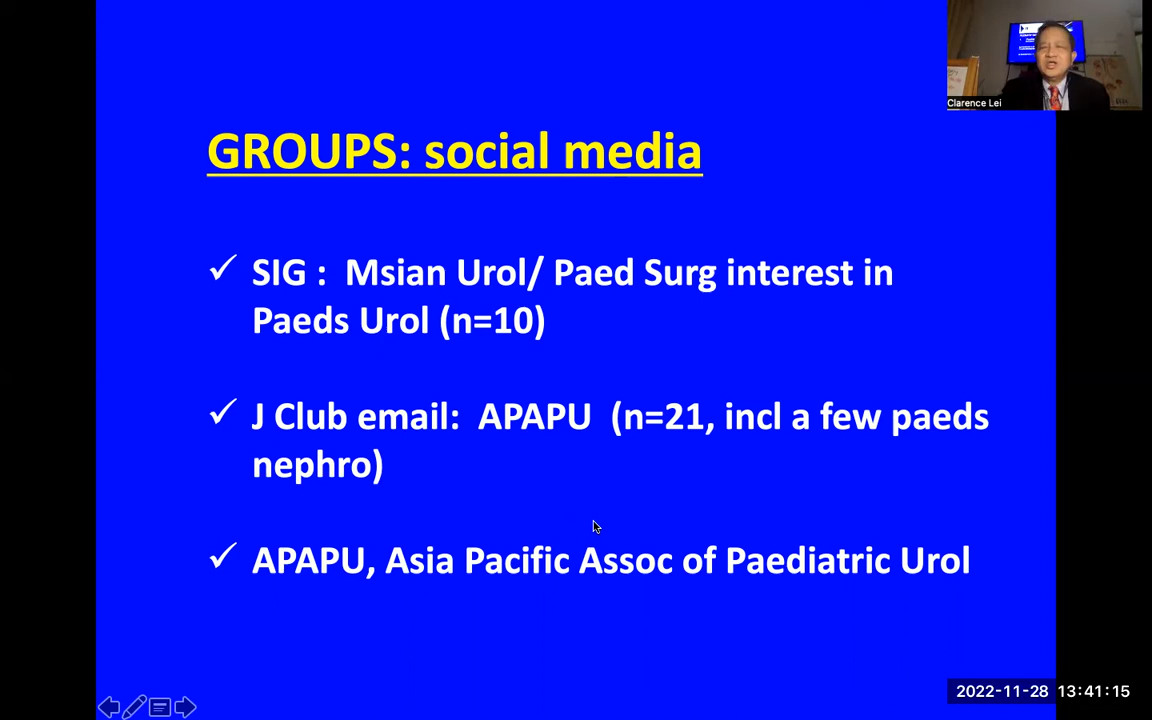 Clarence Lei
GROUPS: social media
✓ SIG : Msian Urol/ Paed Surg interest in
Paeds Urol (n=10)
✓ J Club email: APAPU (n=21, incl a few paeds
nephro)
✓ APAPU, Asia Pacific Assoc of Paediatric Urol
2022-11-28 13:41:15